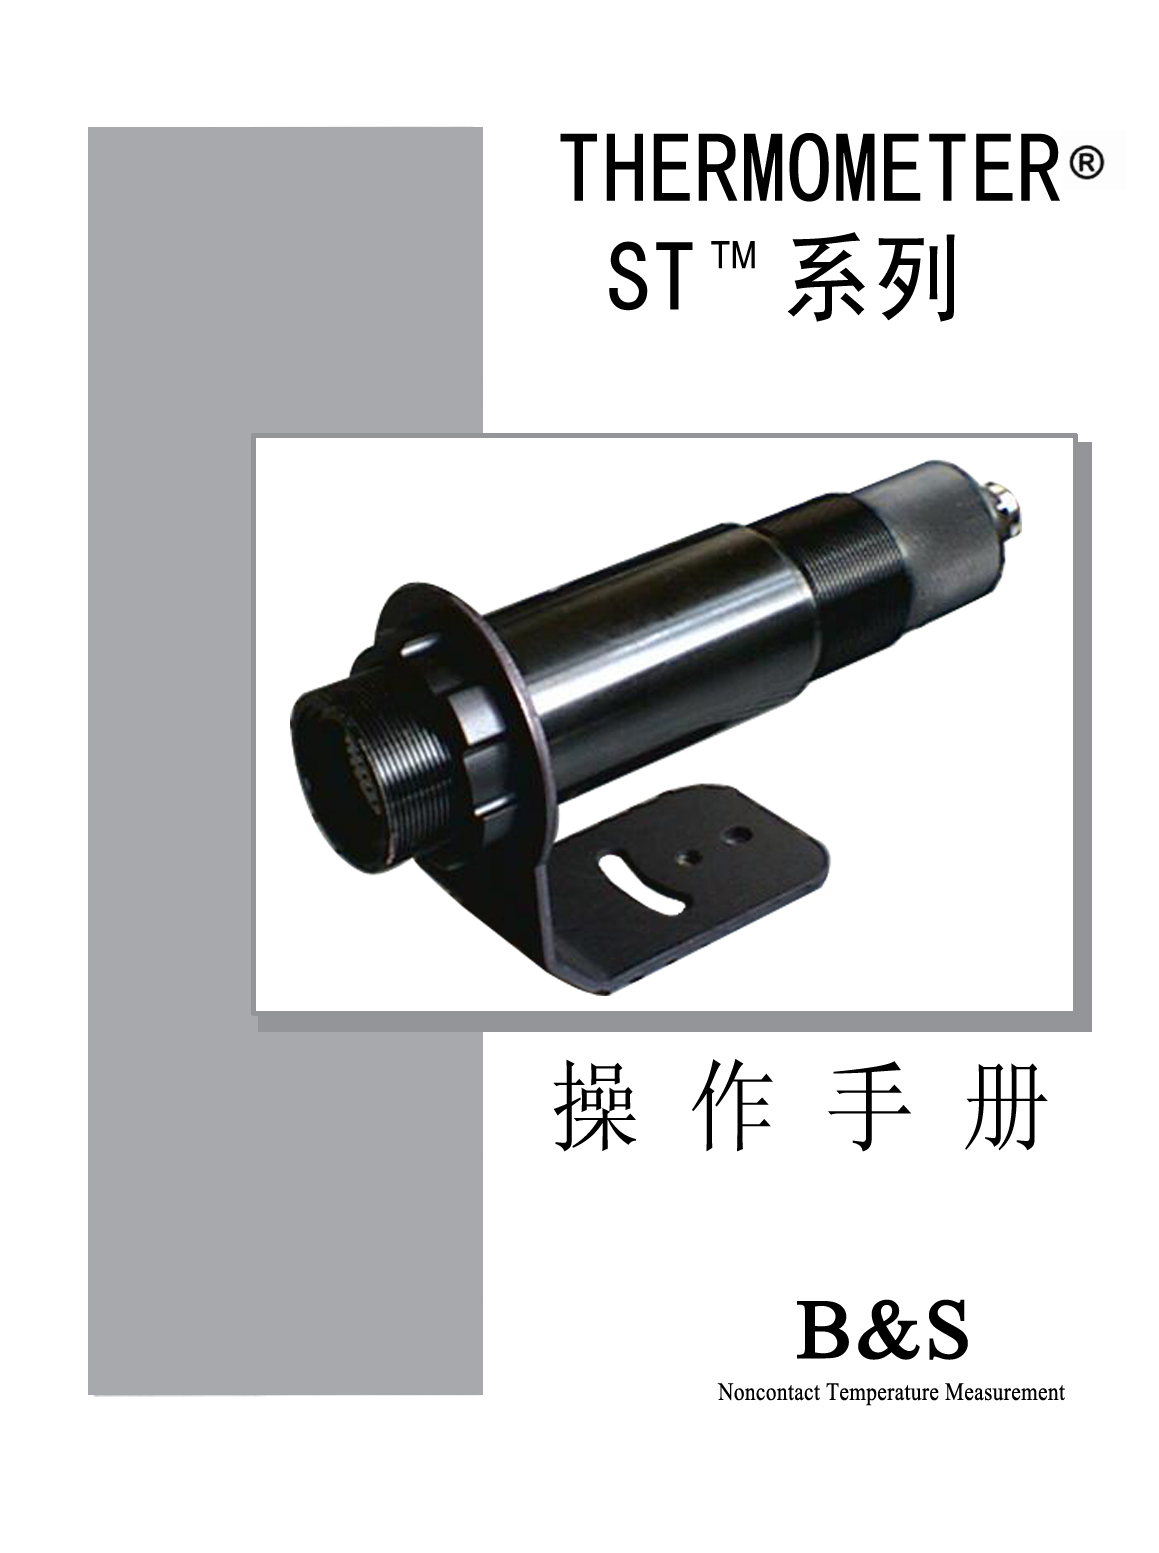 THERMOMETER®
ST™ 系列
操作手册
B&S
Noncontact Temperature Measurement